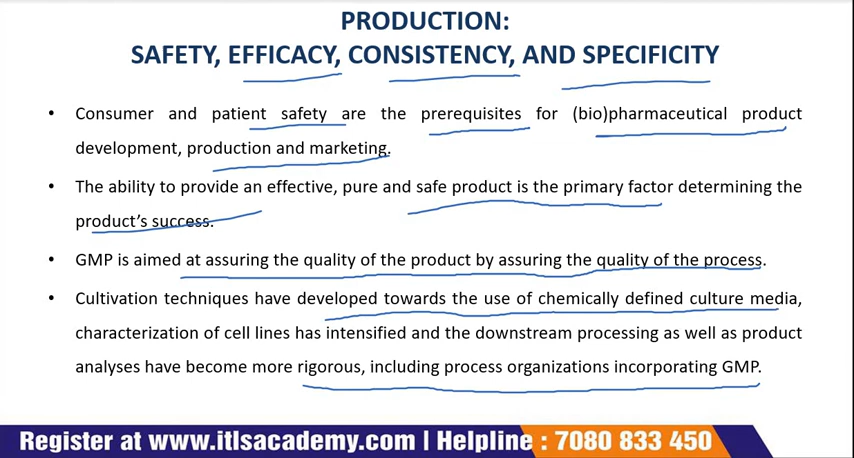 PRODUCTION:
SAFETY, EFFICACY, CONSISTENCY, AND SPECIFICITY
• Consumer and patient safety are the prerequisites for (bio)pharmaceutical product
development, production and marketing.
• The ability to provide an effective, pure and safe product is the primary factor determining the
product's success.
• GMP is aimed at assuring the quality of the product by assuring the quality of the process.
• Cultivation techniques have developed towards the use of chemically defined culture media,
characterization of cell lines has intensified and the downstream processing as well as product
analyses have become more rigorous, including process organizations incorporating GMP.
Register at www.itlsacademy.com | Helpline : 7080 833 450